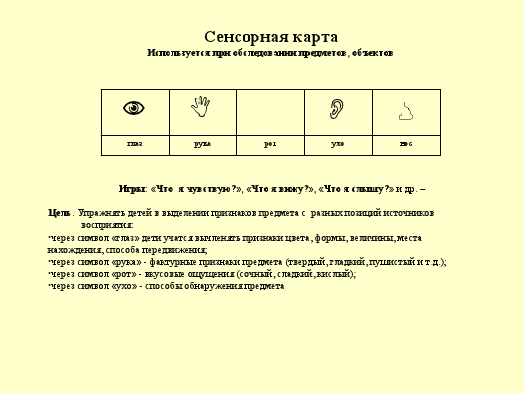 Сенсорная карта
Используется при обследовании предметов, объектов
глаз рука рот ухо нос
Игры: «Что я чувствую?», «Что я вижу?», «Что я слышу?» и др. –
Цель. Упражнять детей в выделении признаков предмета с разных позиций источников
восприятия:
•через символ «глаз» дети учатся вычленять признаки цвета, формы, величины, места
нахождения, способа передвижения;
•через символ «рука» - фактурные признаки предмета (твердый, гладкий, пушистый и т.д.);
•через символ «рот» - вкусовые ощущения (сочный, сладкий, кислый);
•через символ «ухо» - способы обнаружения предмета